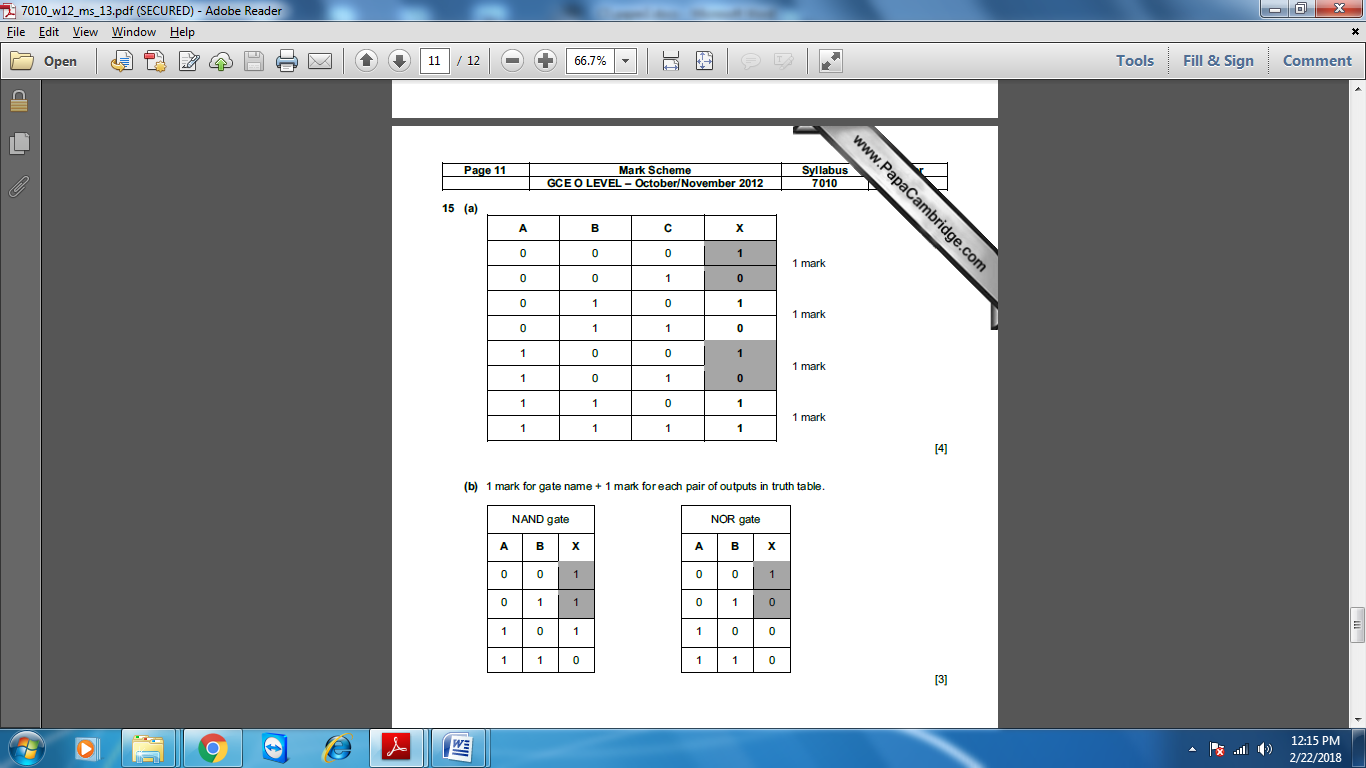 7010_w12_ms_13.pdf (SECURED) - Adobe Reader
File Edit View Window Help
Open 11 / 12 66.7% Tools Fill & Sign Comment
www.PapaCambridge.com
Page 11 Mark Scheme Syllabus r
GCE O LEVEL – October/November 2012 7010
15 (a)
A B C X
0 0 0 1
1 mark
0 0 1 0
0 1 0 1
1 mark
0 1 1 0
1 0 0 1
1 mark
1 0 1 0
1 1 0 1
1 mark
1 1 1 1
[4]
(b) 1 mark for gate name + 1 mark for each pair of outputs in truth table.
NAND gate
A B X
0 0 1
0 1 1
1 0 1
1 1 0
NOR gate
A B X
0 0 1
0 1 0
1 0 0
1 1 0
[3]
12:15 PM
2/22/2018